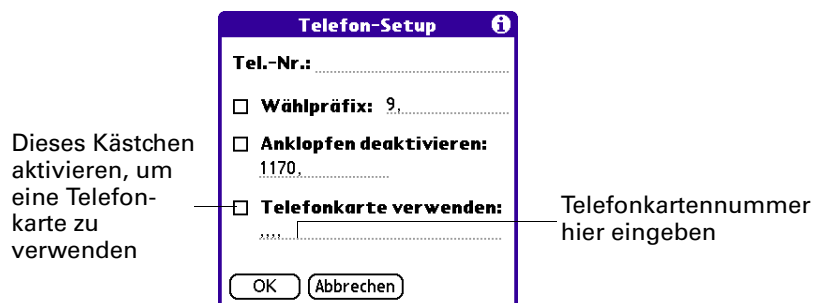 Telefon-Setup
Tel.-Nr.:
Wählpräfix: 9,
Anklopfen deaktivieren:
1170,
Telefonkarte verwenden:
,,,,
OK Abbrechen
Dieses Kästchen
aktivieren, um
eine Telefon-
karte zu
verwenden
Telefonkartennummer
hier eingeben